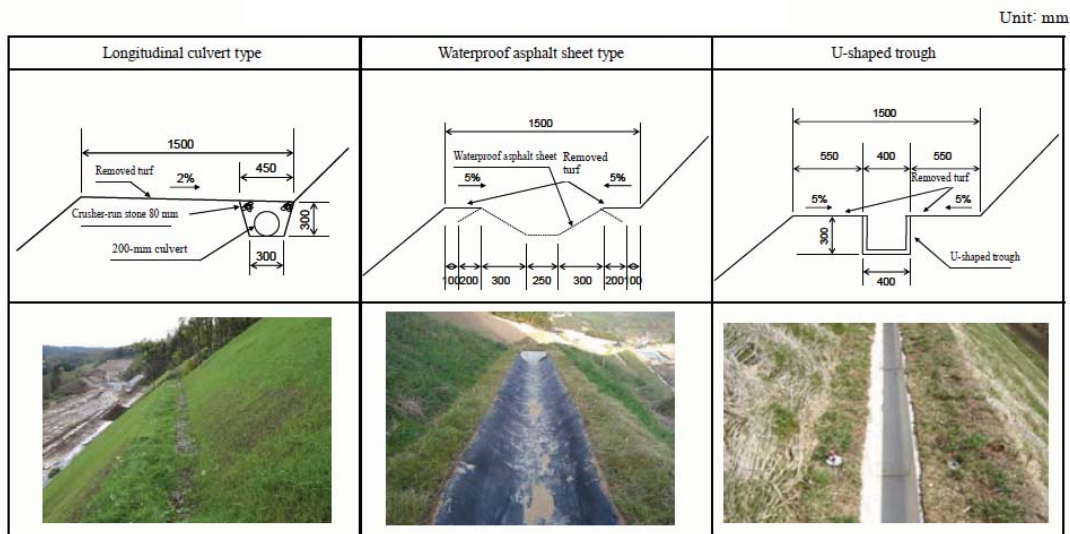 Unit: mm
Longitudinal culvert type
Waterproof asphalt sheet type
U-shaped trough
1500
450
Removed turf
2%
Crusher-run stone 80 mm
300
200-mm culvert
300
1500
Waterproof asphalt sheet
Removed
turf
5%
5%
100
200
300
250
300
200
100
1500
550
400
550
Removed turf
5%
5%
300
U-shaped trough
400